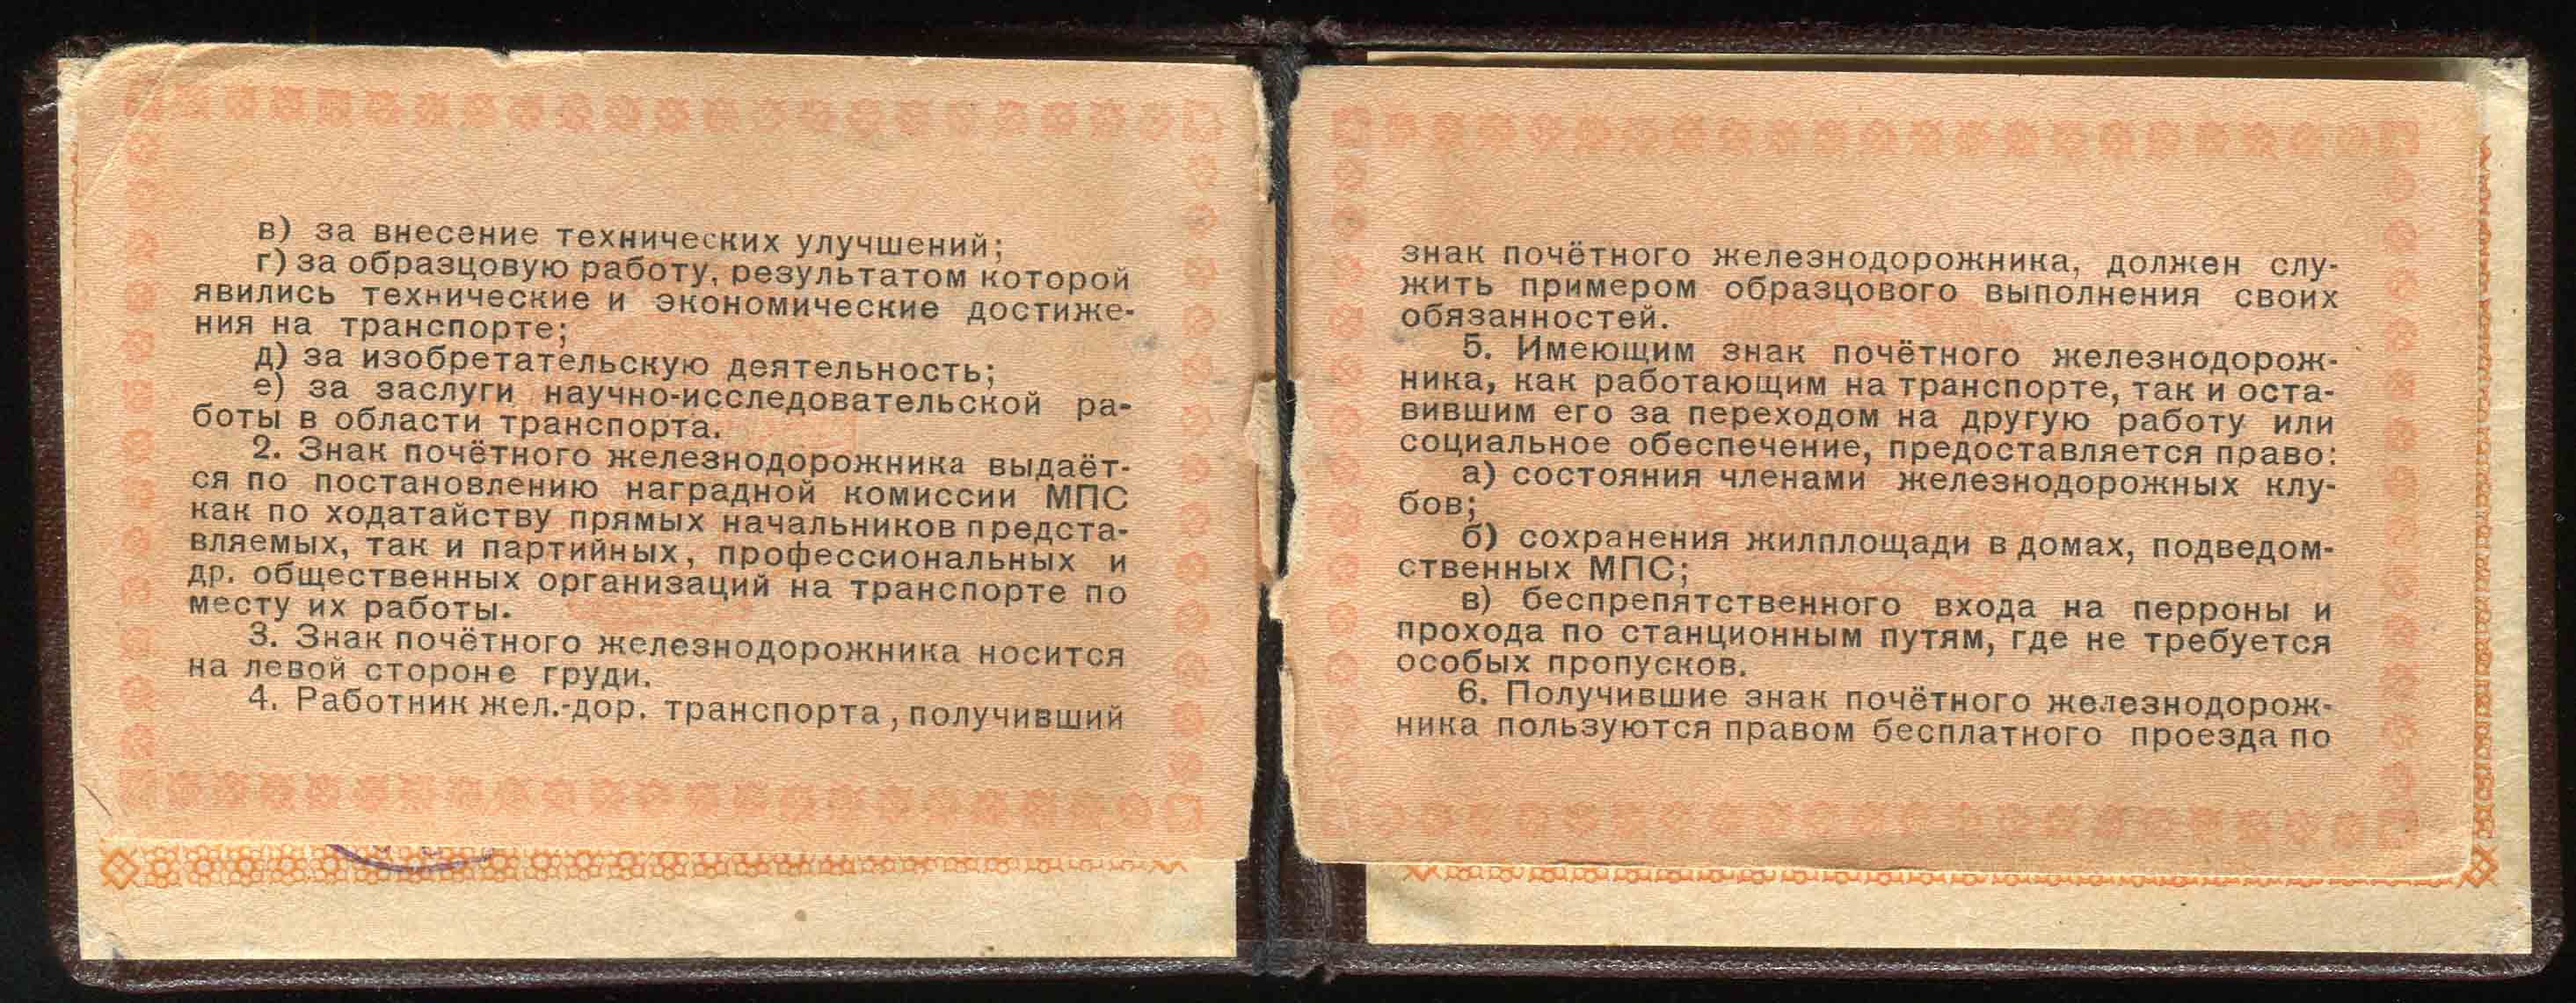 в) за внесение технических улучшений;
г) за образцовую работу, результатом которой
явились технические и экономические достиже-
ния на транспорте;
д) за изобретательскую деятельность;
е) за заслуги научно-исследовательской ра-
боты в области транспорта.
2. Знак почётного железнодорожника выдаёт-
ся по постановлению наградной комиссии МПС
как по ходатайству прямых начальников предста-
вляемых, так и партийных, профессиональных и
др. общественных организаций на транспорте по
месту их работы.
3. Знак почётного железнодорожника носится
на левой стороне груди.
4. Работник жел.-дор. транспорта, получивший
знак почётного железнодорожника, должен слу-
жить примером образцового выполнения своих
обязанностей.
5. Имеющим знак почётного железнодорож-
ника, как работающим на транспорте, так и оста-
вившим его за переходом на другую работу или
социальное обеспечение, предоставляется право:
а) состояния членами железнодорожных клу-
бов;
б) сохранения жилплощади в домах, подведом-
ственных МПС;
в) беспрепятственного входа на перроны и
прохода по станционным путям, где не требуется
особых пропусков.
6. Получившие знак почётного железнодорож-
ника пользуются правом бесплатного проезда по